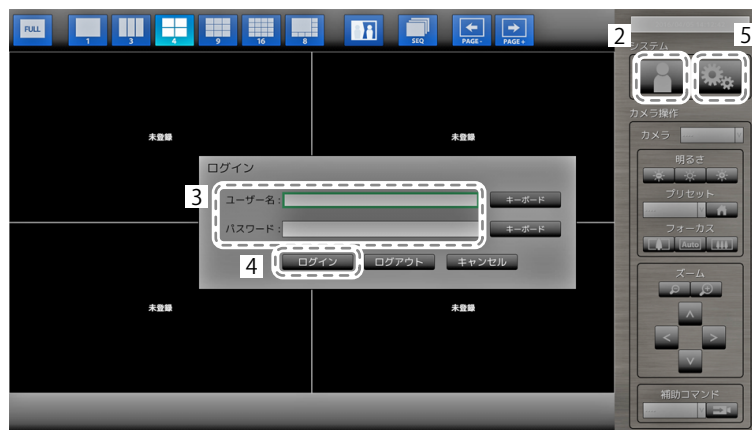 FULL
1
3
4
9
16
8
SEQ
PAGE-
PAGE+
2
5
システム
カメラ操作
未登録
未登録
カメラ
明るさ
ログイン
3
ユーザー名 :
キーボード
プリセット
パスワード :
キーボード
フォーカス
Auto
4
ログイン
ログアウト
キャンセル
ズーム
未登録
未登録
補助コマンド